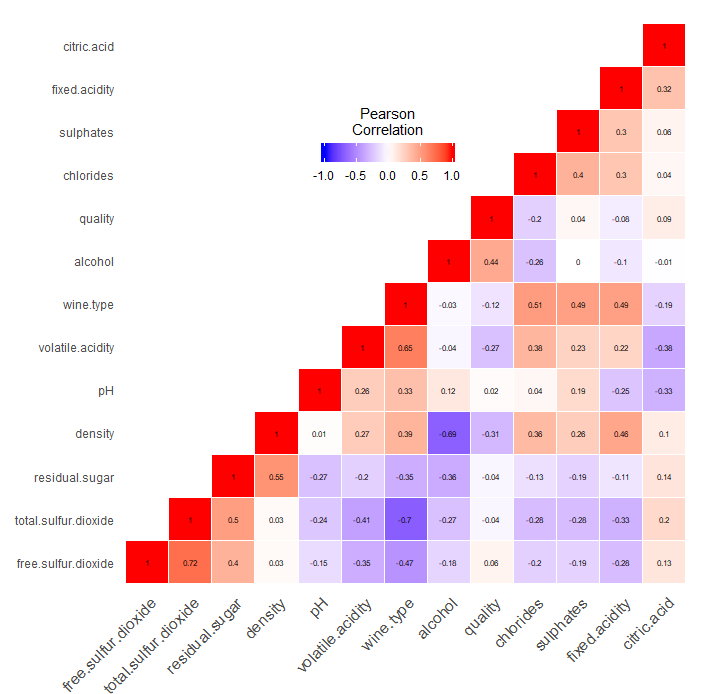 citric.acid 1
fixed.acidity 1 0.32
Pearson
Correlation
-1.0 -0.5 0.0 0.5 1.0
sulphates 1 0.3 0.06
chlorides 1 0.4 0.3 0.04
quality 1 -0.2 0.04 -0.08 0.09
alcohol 1 0.44 -0.26 0 -0.1 -0.01
wine.type 1 -0.03 -0.12 0.51 0.49 0.49 -0.19
volatile.acidity 1 0.65 -0.04 -0.27 0.38 0.23 0.22 -0.38
pH 1 0.26 0.33 0.12 0.02 0.04 0.19 -0.25 -0.33
density 1 0.01 0.27 0.39 -0.69 -0.31 0.36 0.26 0.46 0.1
residual.sugar 1 0.55 -0.27 -0.2 -0.35 -0.36 -0.04 -0.13 -0.19 -0.11 0.14
total.sulfur.dioxide 1 0.5 0.03 -0.24 -0.41 -0.7 -0.27 -0.04 -0.28 -0.28 -0.33 0.2
free.sulfur.dioxide 1 0.72 0.4 0.03 -0.15 -0.35 -0.47 -0.18 0.06 -0.2 -0.19 -0.28 0.13
free.sulfur.dioxide
total.sulfur.dioxide
residual.sugar
density
pH
volatile.acidity
wine.type
alcohol
quality
chlorides
sulphates
fixed.acidity
citric.acid